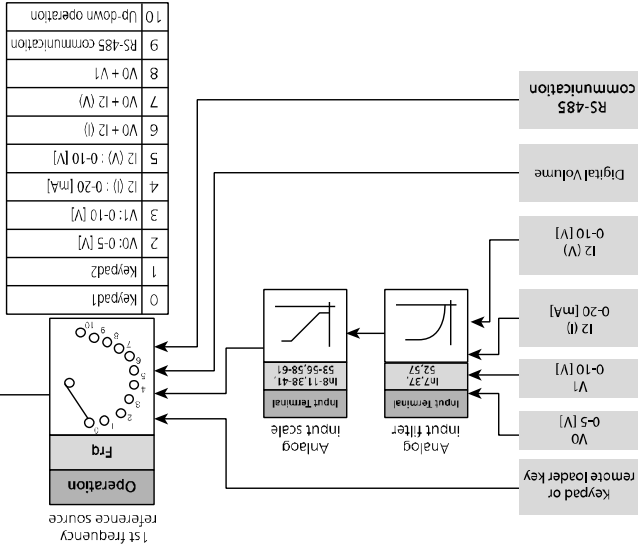 Keypad or
remote loader key
V0
0-5 [V]
V1
0-10 [V]
I2 (I)
0-20 [mA]
I2 (V)
0-10 [V]
Digital Volume
RS-485
communication
Analog
input filter
Input Terminal
In7,37,
52,57
Anlaog
input scale
Input Terminal
In8-11,38-41,
53-56,58-61
1st frequency
reference source
Operation
Frq
0
1
2
3
4
5
6
7
8
9
10
0 Keypad1
1 Keypad2
2 V0: 0-5 [V]
3 V1: 0-10 [V]
4 I2 (I) : 0-20 [mA]
5 I2 (V) : 0-10 [V]
6 V0 + I2 (I)
7 V0 + I2 (V)
8 V0 + V1
9 RS-485 communication
10 Up-down operation